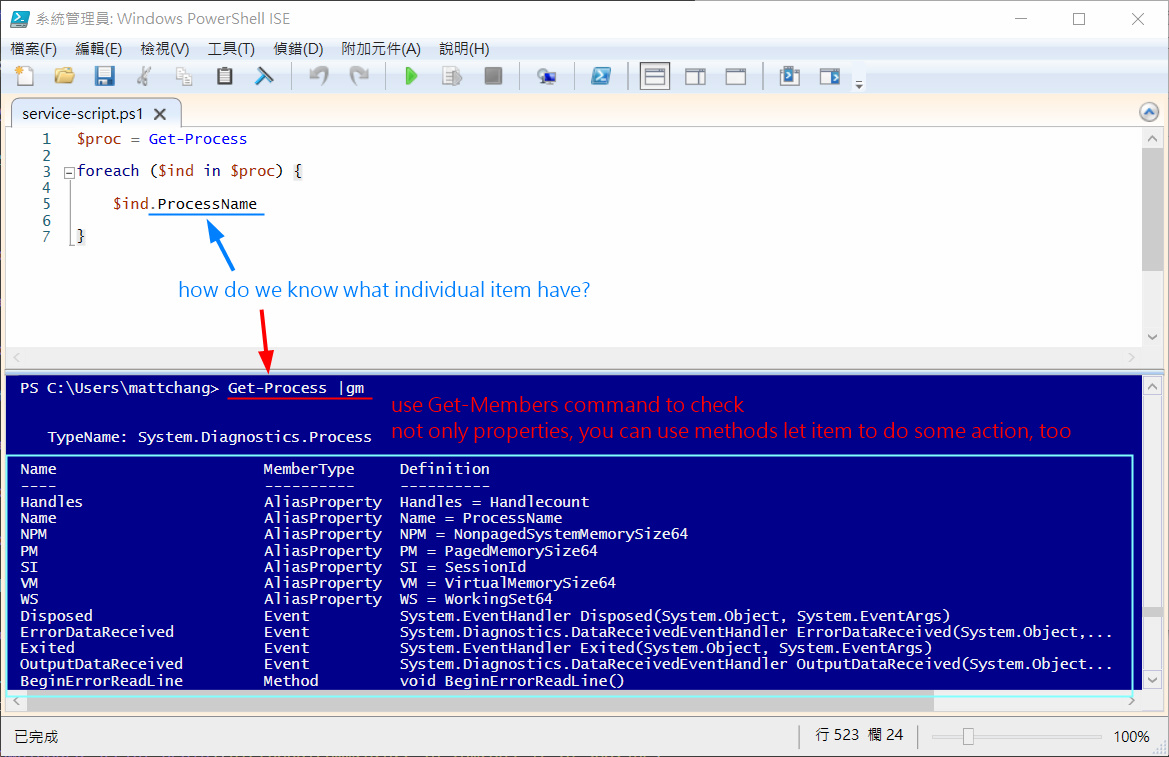 系統管理員: Windows PowerShell ISE
檔案(F) 編輯(E) 檢視(V) 工具(T) 偵錯(D) 附加元件(A) 說明(H)
service-script.ps1
1 $proc = Get-Process
2
3 foreach ($ind in $proc) {
4
5 $ind.ProcessName
6
7 }
how do we know what individual item have?
PS C:\Users\mattchang> Get-Process |gm
use Get-Members command to check
not only properties, you can use methods let item to do some action, too
TypeName: System.Diagnostics.Process
Name MemberType Definition
---- ---------- ----------
Handles AliasProperty Handles = Handlecount
Name AliasProperty Name = ProcessName
NPM AliasProperty NPM = NonpagedSystemMemorySize64
PM AliasProperty PM = PagedMemorySize64
SI AliasProperty SI = SessionId
VM AliasProperty VM = VirtualMemorySize64
WS AliasProperty WS = WorkingSet64
Disposed Event System.EventHandler Disposed(System.Object, System.EventArgs)
ErrorDataReceived Event System.Diagnostics.DataReceivedEventHandler ErrorDataReceived(System.Object,...
Exited Event System.EventHandler Exited(System.Object, System.EventArgs)
OutputDataReceived Event System.Diagnostics.DataReceivedEventHandler OutputDataReceived(System.Object...
BeginErrorReadLine Method void BeginErrorReadLine()
已完成 行 523 欄 24 100%